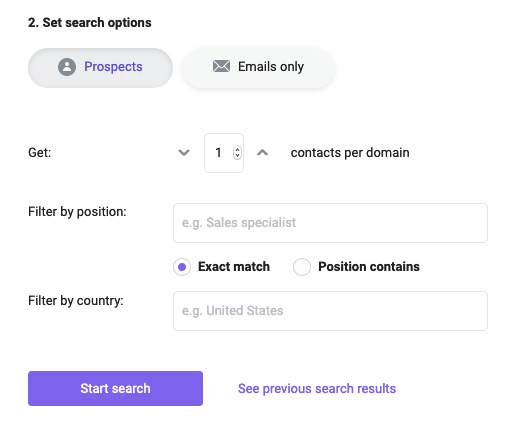 2. Set search options
Prospects
Emails only
Get:
1
contacts per domain
Filter by position:
e.g. Sales specialist
Exact match
Position contains
Filter by country:
e.g. United States
Start search
See previous search results